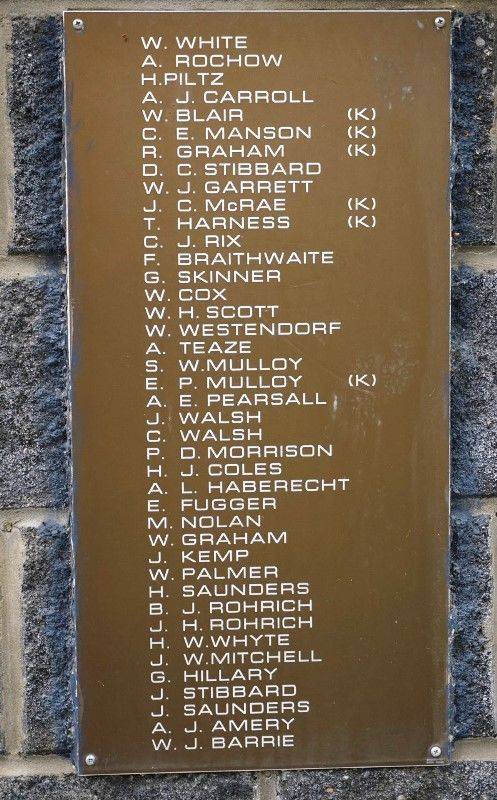 W. WHITE
A. ROCHOW
H. PILTZ
A. J. CARROLL
W. BLAIR (K)
C. E. MANSON (K)
R. GRAHAM (K)
D. C. STIBBARD
W. J. GARRETT
J. C. McRAE (K)
T. HARNESS (K)
C. J. RIX
F. BRAITHWAITE
G. SKINNER
W. COX
W. H. SCOTT
W. WESTENDORF
A. TEAZE
S. W. MULLOY
E. P. MULLOY (K)
A. E. PEARSALL
J. WALSH
C. WALSH
P. D. MORRISON
H. J. COLES
A. L. HABERECHT
E. FUGGER
M. NOLAN
W. GRAHAM
J. KEMP
W. PALMER
H. SAUNDERS
B. J. ROHRICH
J. H. ROHRICH
H. W. WHYTE
J. W. MITCHELL
G. HILLARY
J. STIBBARD
J. SAUNDERS
A. J. AMERY
W. J. BARRIE